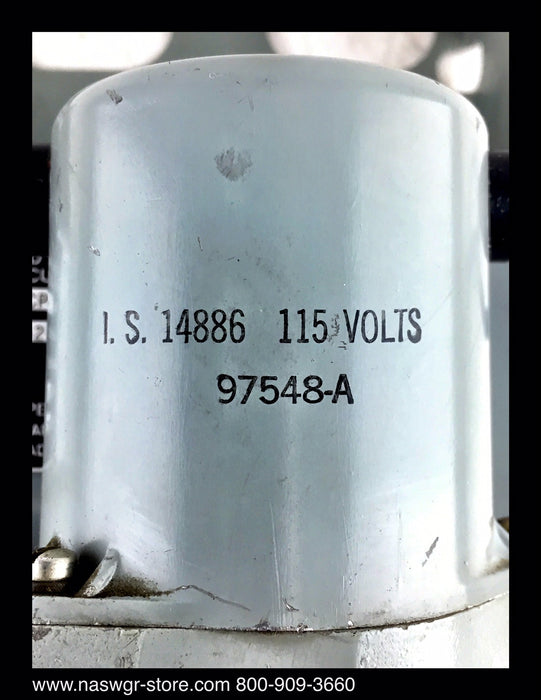 I. S. 14886 115 VOLTS
97548-A
www.naswgr-store.com 800-909-3660